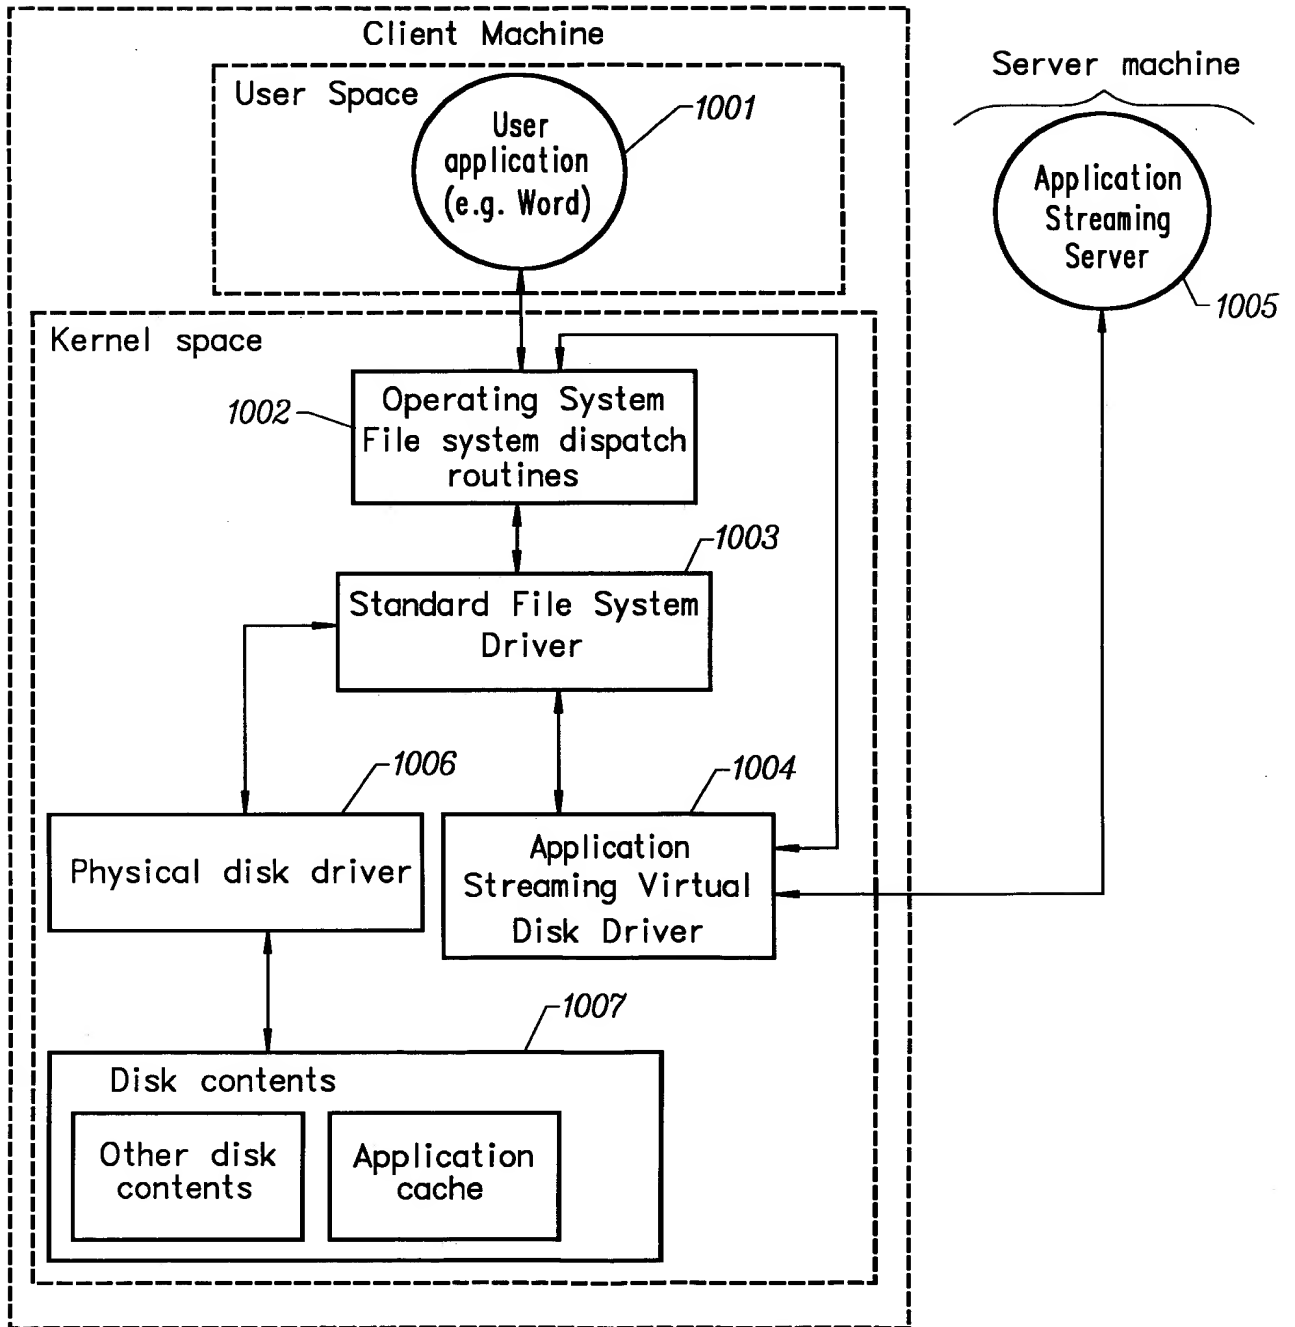 Client Machine
Server machine
User Space
1001
User
application
(e.g. Word)
Application
Streaming
Server
1005
Kernel space
1002
Operating System
File system dispatch
routines
1003
Standard File System
Driver
1006
1004
Physical disk driver
Application
Streaming Virtual
Disk Driver
1007
Disk contents
Other disk
contents
Application
cache